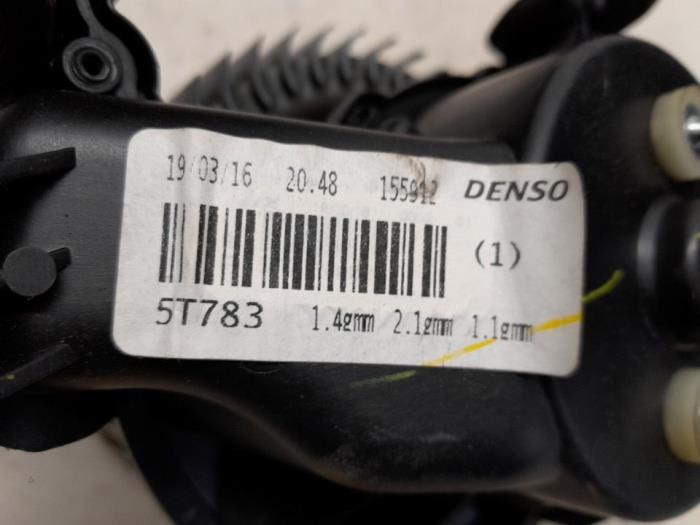 19/03/16 20.48 155912 DENSO
(1)
5T783 1.4gmm 2.1gmm 1.1gmm